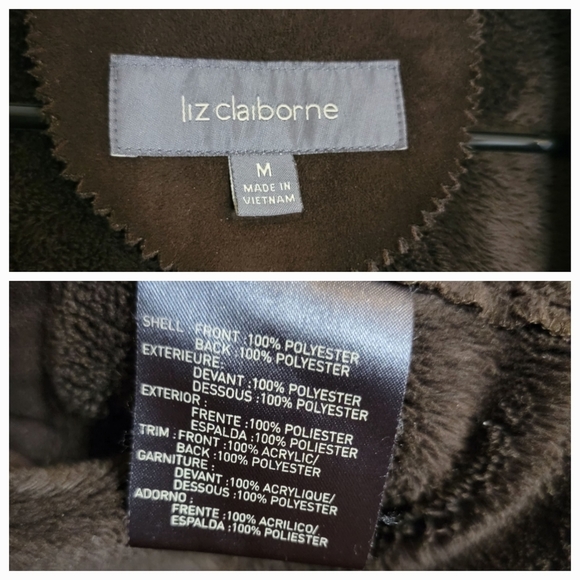 liz claiborne
M
MADE IN
VIETNAM
SHELL : FRONT :100% POLYESTER
BACK :100% POLYESTER
EXTERIEURE:
DEVANT :100% POLYESTER
DESSOUS :100% POLYESTER
EXTERIOR :
FRENTE :100% POLIESTER
ESPALDA :100% POLIESTER
TRIM : FRONT :100% ACRYLIC/
BACK :100% POLYESTER
GARNITURE :
DEVANT :100% ACRYLIQUE/
DESSOUS :100% POLYESTER
ADORNO :
FRENTE :100% ACRILICO/
ESPALDA :100% POLIESTER